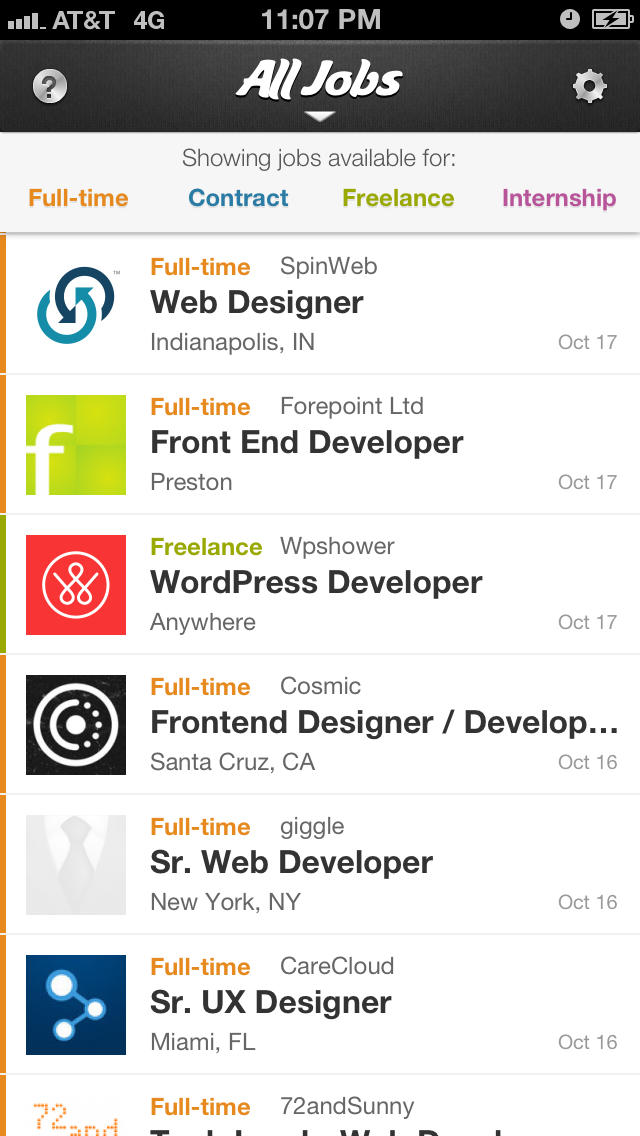 AT&T 4G 11:07 PM
?
All Jobs
Showing jobs available for:
Full-time Contract Freelance Internship
Full-time SpinWeb
Web Designer
Indianapolis, IN Oct 17
TM
f
Full-time Forepoint Ltd
Front End Developer
Preston Oct 17
Freelance Wpshower
WordPress Developer
Anywhere Oct 17
Full-time Cosmic
Frontend Designer / Develop...
Santa Cruz, CA Oct 16
Full-time giggle
Sr. Web Developer
New York, NY Oct 16
Full-time CareCloud
Sr. UX Designer
Miami, FL Oct 16
72and
Full-time 72andSunny